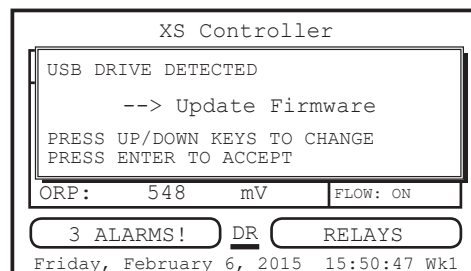 XS Controller
USB DRIVE DETECTED
--> Update Firmware
PRESS UP/DOWN KEYS TO CHANGE
PRESS ENTER TO ACCEPT
ORP: 548 mV FLOW: ON
3 ALARMS! DR RELAYS
Friday, February 6, 2015 15:50:47 Wk1